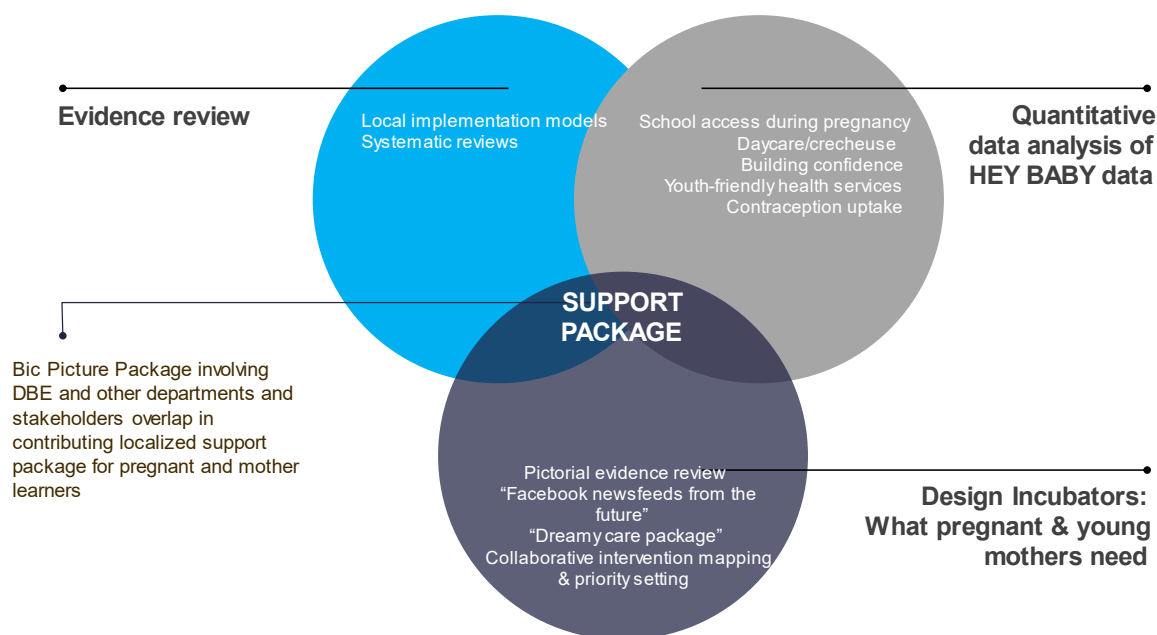 Evidence review
Local implementation models
Systematic reviews
School access during pregnancy
Daycare/crecheuse
Building confidence
Youth-friendly health services
Contraception uptake
Quantitative
data analysis of
HEY BABY data
SUPPORT
PACKAGE
Bic Picture Package involving
DBE and other departments and
stakeholders overlap in
contributing localized support
package for pregnant and mother
learners
Pictorial evidence review
“Facebook newsfeeds from the
future”
“Dreamy care package”
Collaborative intervention mapping
& priority setting
Design Incubators:
What pregnant & young
mothers need